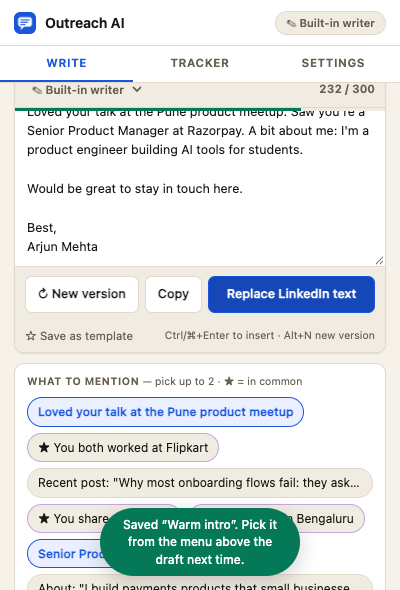 Outreach AI
✎ Built-in writer
WRITE
TRACKER
SETTINGS
✎ Built-in writer
232 / 300
Loved your talk at the Pune product meetup. Saw you're a
Senior Product Manager at Razorpay. A bit about me: I'm a
product engineer building AI tools for students.
Would be great to stay in touch here.
Best,
Arjun Mehta
↻ New version
Copy
Replace LinkedIn text
☆ Save as template
Ctrl/⌘+Enter to insert · Alt+N new version
WHAT TO MENTION — pick up to 2 · ★ = in common
Loved your talk at the Pune product meetup
★ You both worked at Flipkart
Recent post: "Why most onboarding flows fail: they ask…
★ You share
Bengaluru
Senior
Saved “Warm intro”. Pick it
from the menu above the
draft next time.
About: "I build payments products that small businesse…